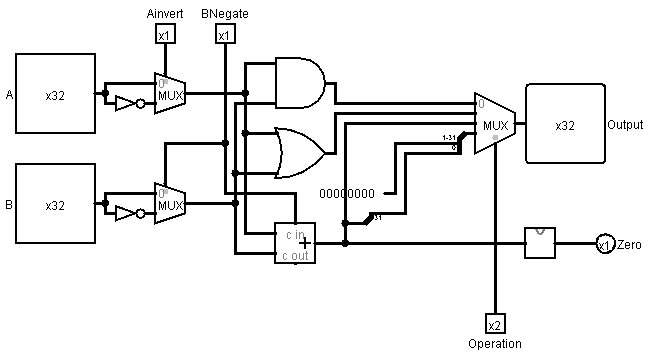 Ainvert BNegate
x1 x1
A x32 0 MUX
0 MUX x32 Output
1-31
0
B x32 0 MUX
00000000
31
c in
+
c out
x1 Zero
x2
Operation